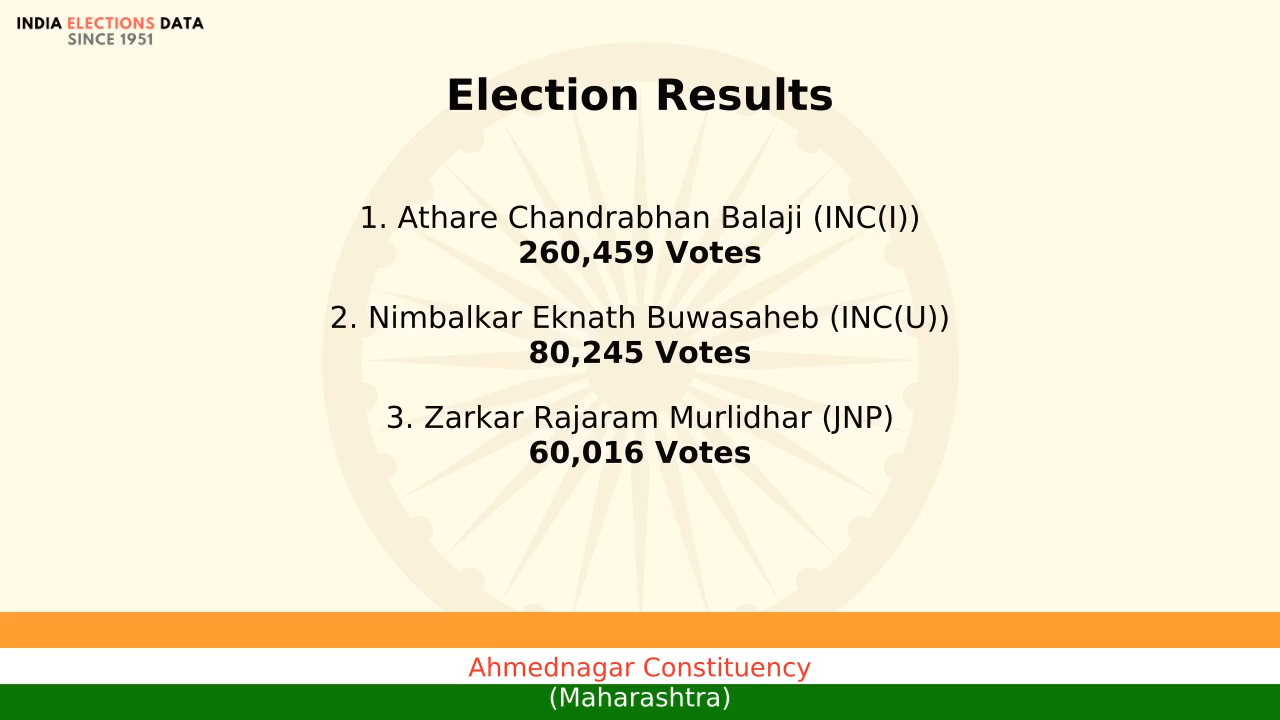 INDIA ELECTIONS DATA
SINCE 1951
Election Results
1. Athare Chandrabhan Balaji (INC(I))
260,459 Votes
2. Nimbalkar Eknath Buwasaheb (INC(U))
80,245 Votes
3. Zarkar Rajaram Murlidhar (JNP)
60,016 Votes
Ahmednagar Constituency
(Maharashtra)